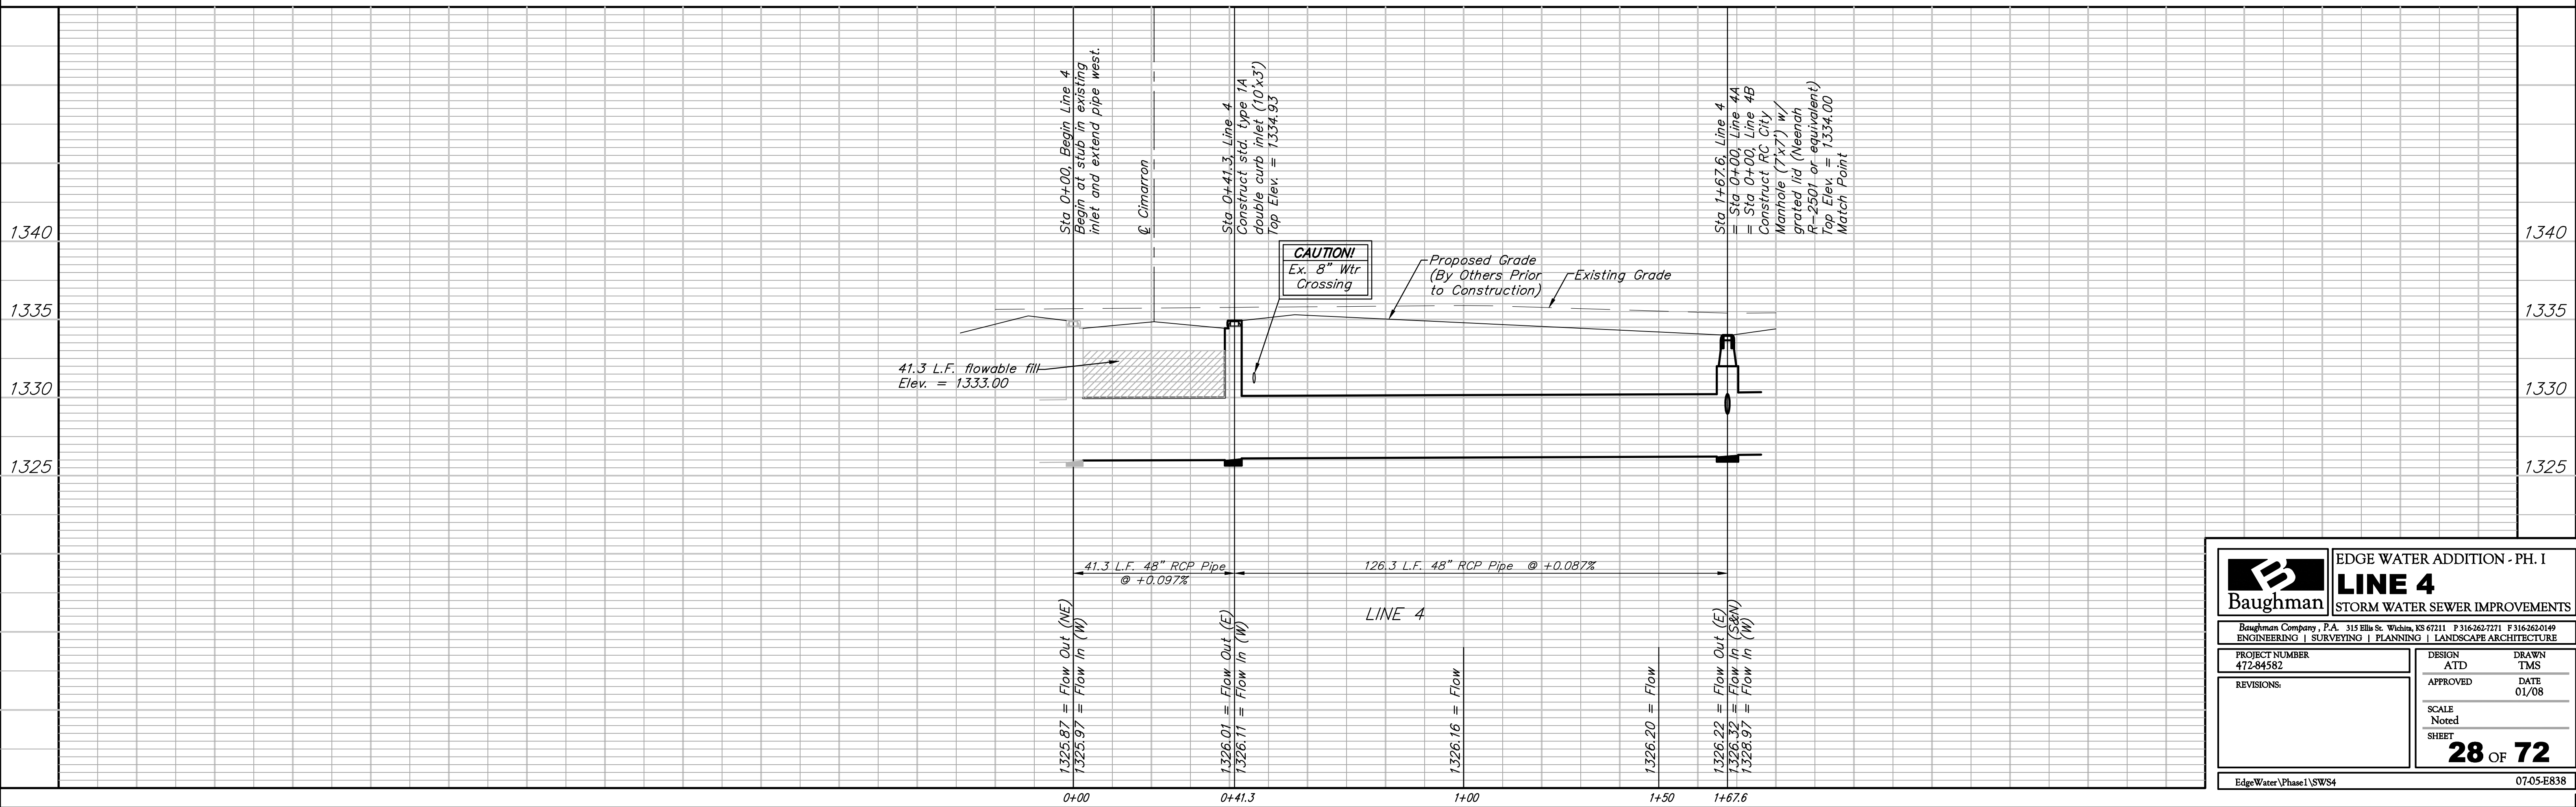 Sta 0+00, Begin Line 4
Begin at stub in existing
inlet and extend pipe west.
℄ Cimarron
Sta 0+41.3, Line 4
Construct std. type 1A
double curb inlet (10'x3')
Top Elev. = 1334.93
Sta 1+67.6, Line 4
= Sta 0+00, Line 4A
= Sta 0+00, Line 4B
Construct RC City
Manhole (7'x7') w/
grated lid (Neenah
R-2501 or equivalent)
Top Elev. = 1334.00
Match Point
1340
1340
CAUTION!
Ex. 8" Wtr
Crossing
Proposed Grade
(By Others Prior
to Construction)
Existing Grade
1335
1335
41.3 L.F. flowable fill
Elev. = 1333.00
1330
1330
1325
1325
41.3 L.F. 48" RCP Pipe
@ +0.097%
126.3 L.F. 48" RCP Pipe @ +0.087%
LINE 4
1325.87 = Flow Out (NE)
1325.97 = Flow In (W)
1326.01 = Flow Out (E)
1326.11 = Flow In (W)
1326.16 = Flow
1326.20 = Flow
1326.22 = Flow Out (E)
1326.32 = Flow In (S&N)
1328.97 = Flow In (W)
0+00
0+41.3
1+00
1+50
1+67.6
B
Baughman
EDGE WATER ADDITION - PH. I
LINE 4
STORM WATER SEWER IMPROVEMENTS
Baughman Company, P.A. 315 Ellis St. Wichita, KS 67211 P 316-262-7271 F 316-262-0149
ENGINEERING | SURVEYING | PLANNING | LANDSCAPE ARCHITECTURE
PROJECT NUMBER
472-84582
DESIGN
ATD
DRAWN
TMS
REVISIONS:
APPROVED
DATE
01/08
SCALE
Noted
SHEET
28 OF 72
EdgeWater\Phase1\SWS4
07-05-E838